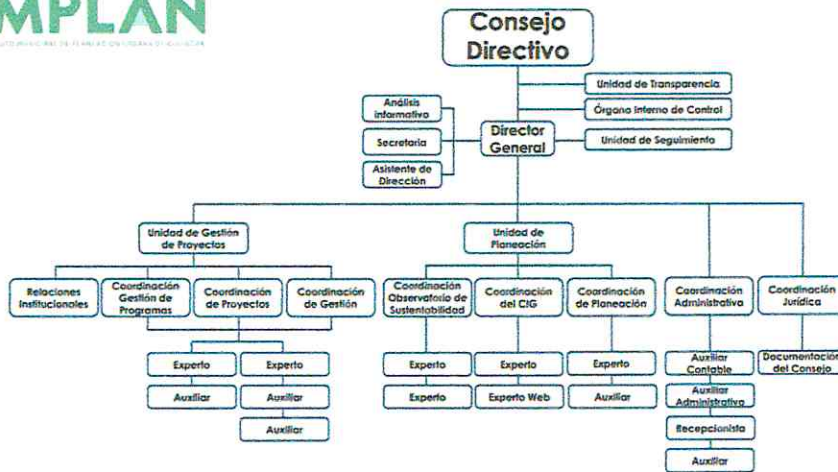 MPLAN
Consejo
Directivo
Unidad de Transparencia
Órgano Interno de Control
Análisis
informativo
Director
General
Secretaria
Unidad de Seguimiento
Asistente de
Dirección
Unidad de Gestión
de Proyectos
Unidad de
Planeación
Relaciones
Institucionales
Coordinación
Gestión de
Programas
Coordinación
de Proyectos
Coordinación
de Gestión
Coordinación
Observatorio de
Sustentabilidad
Coordinación
del CIG
Coordinación
de Planeación
Coordinación
Administrativa
Coordinación
Jurídica
Experto
Experto
Experto
Experto
Experto
Auxiliar
Contable
Documentación
del Consejo
Auxiliar
Auxiliar
Experto
Experto Web
Auxiliar
Auxiliar
Administrativa
Auxiliar
Recepcionista
Auxiliar